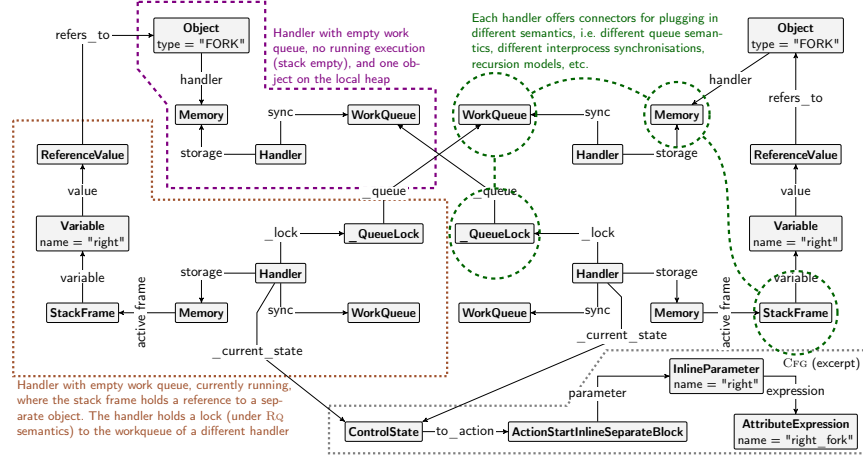 Object
type = "FORK"
refers_to
handler
Handler with empty work
queue, no running execution
(stack empty), and one ob-
ject on the local heap
Each handler offers connectors for plugging in
different semantics, i.e. different queue seman-
tics, different interprocess synchronisations,
recursion models, etc.
Object
type = "FORK"
handler
refers_to
Memory
sync
WorkQueue
storage
Handler
WorkQueue
sync
Memory
Handler
storage
ReferenceValue
ReferenceValue
value
_queue
_queue
value
Variable
name = "right"
_lock
_QueueLock
_QueueLock
_lock
Variable
name = "right"
variable
storage
Handler
Handler
storage
variable
StackFrame
active frame
Memory
sync
WorkQueue
WorkQueue
sync
Memory
active frame
StackFrame
_current_state
_current_state
Handler with empty work queue, currently running,
where the stack frame holds a reference to a sep-
arate object. The handler holds a lock (under RQ
semantics) to the workqueue of a different handler
CFG (excerpt)
InlineParameter
name = "right"
parameter
expression
ControlState
to_action
ActionStartInlineSeparateBlock
AttributeExpression
name = "right_fork"